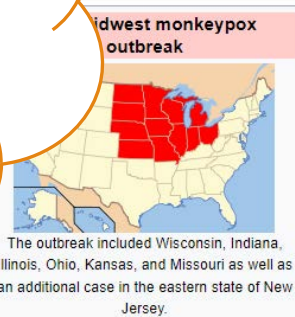 idwest monkeypox
outbreak
The outbreak included Wisconsin, Indiana,
llinois, Ohio, Kansas, and Missouri as well as
an additional case in the eastern state of New
Jersey.